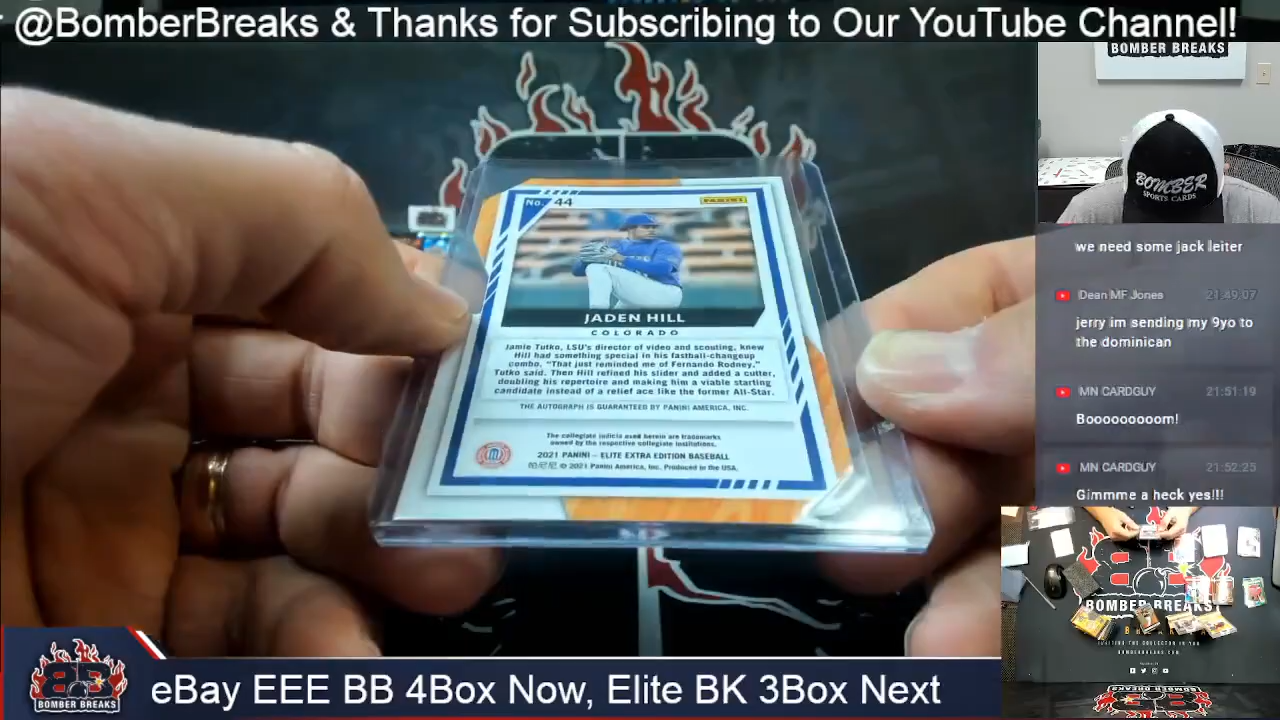 @BomberBreaks & Thanks for Subscribing to Our YouTube Channel!
BOMBER BREAKS
BOMBER
SPORTS CARDS
No. 44
PANINI
JADEN HILL
COLORADO
Jamie Tutko, LSU's director of video and scouting, knew
Hill had something special in his fastball-changeup
combo. "That just reminded me of Fernando Rodney,"
Tutko said. Then Hill refined his slider and added a cutter,
doubling his repertoire and making him a viable starting
candidate instead of a relief ace like the former All-Star.
THE AUTOGRAPH IS GUARANTEED BY PANINI AMERICA, INC.
The collegiate indicia used herein are trademarks
owned by the respective collegiate institutions.
2021 PANINI – ELITE EXTRA EDITION BASEBALL
帕尼尼 © 2021 Panini America, Inc. Produced in the USA.
we need some jack leiter
Dean MF Jones 21:49:07
jerry im sending my 9yo to
the dominican
MN CARDGUY 21:51:19
Booooooooom!
MN CARDGUY 21:52:25
Gimmme a heck yes!!!
BOMBER BREAKS
BOMBERBREAKS.COM
BB
BOMBER BREAKS
eBay EEE BB 4Box Now, Elite BK 3Box Next